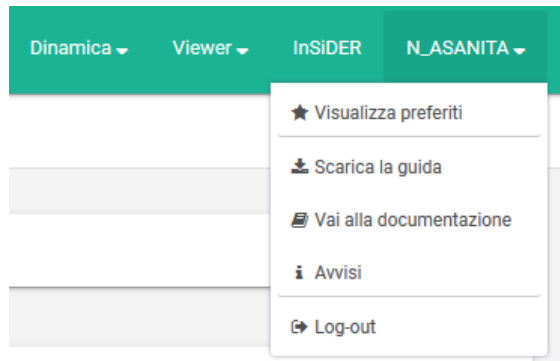 Dinamica
Viewer
InSiDER
N_ASANITA
Visualizza preferiti
Scarica la guida
Vai alla documentazione
Avvisi
Log-out